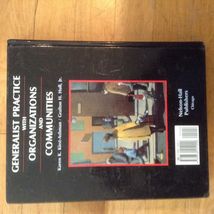 GENERALIST PRACTICE
WITH
ORGANIZATIONS
AND
COMMUNITIES
Karen K. Kirst-Ashman • Grafton H. Hull, Jr.
Nelson-Hall
Publishers
Chicago